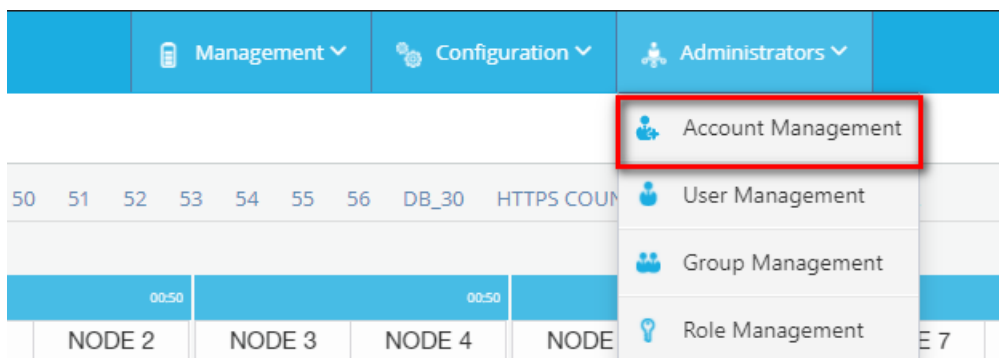 Management Configuration Administrators
Account Management
50 51 52 53 54 55 56 DB_30 HTTPS COUN
User Management
Group Management
00:50 00:50
Role Management
NODE 2 NODE 3 NODE 4 NODE E 7